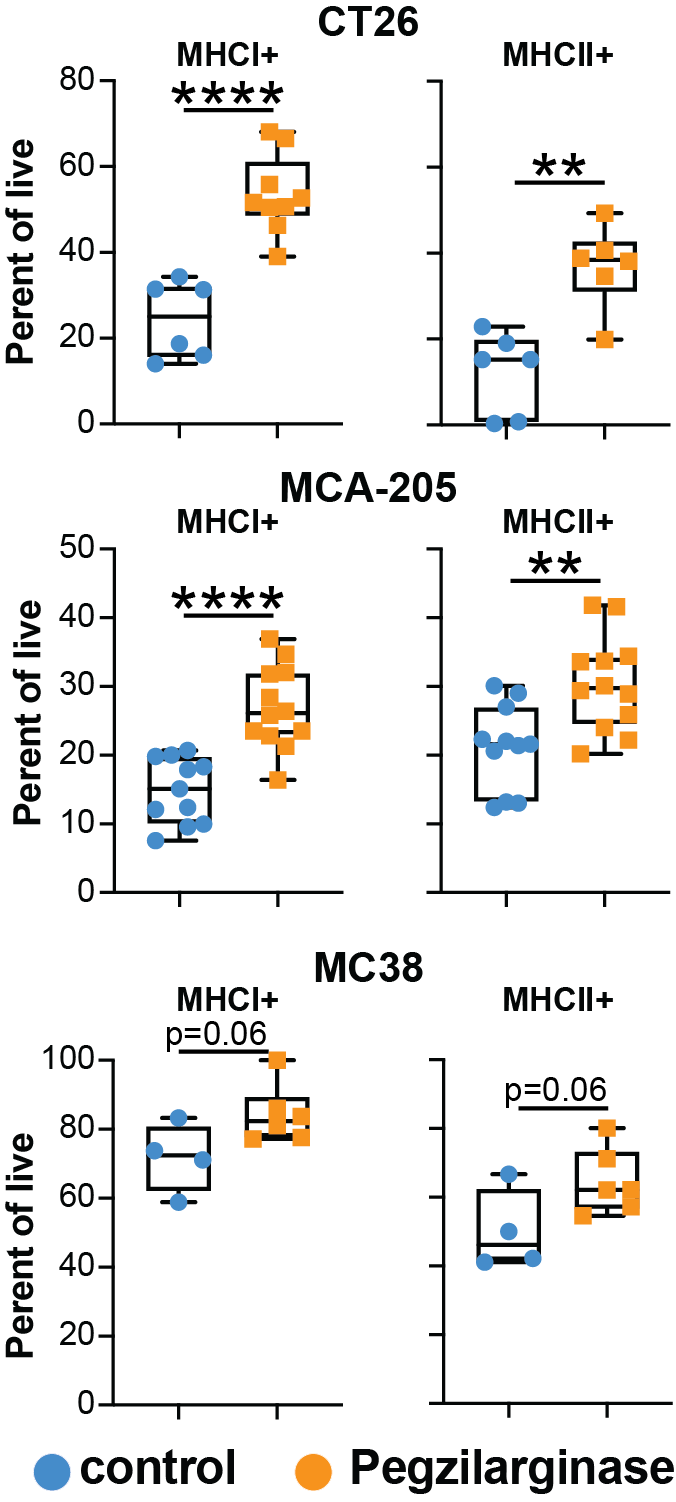 CT26
MHCI+ MHCII+
Perent of live
80
60
40
20
0
**** **
MCA-205
MHCI+ MHCII+
Perent of live
50
40
30
20
10
0
**** **
MC38
MHCI+ MHCII+
Perent of live
100
80
60
40
20
0
p=0.06 p=0.06
control Pegzilarginase